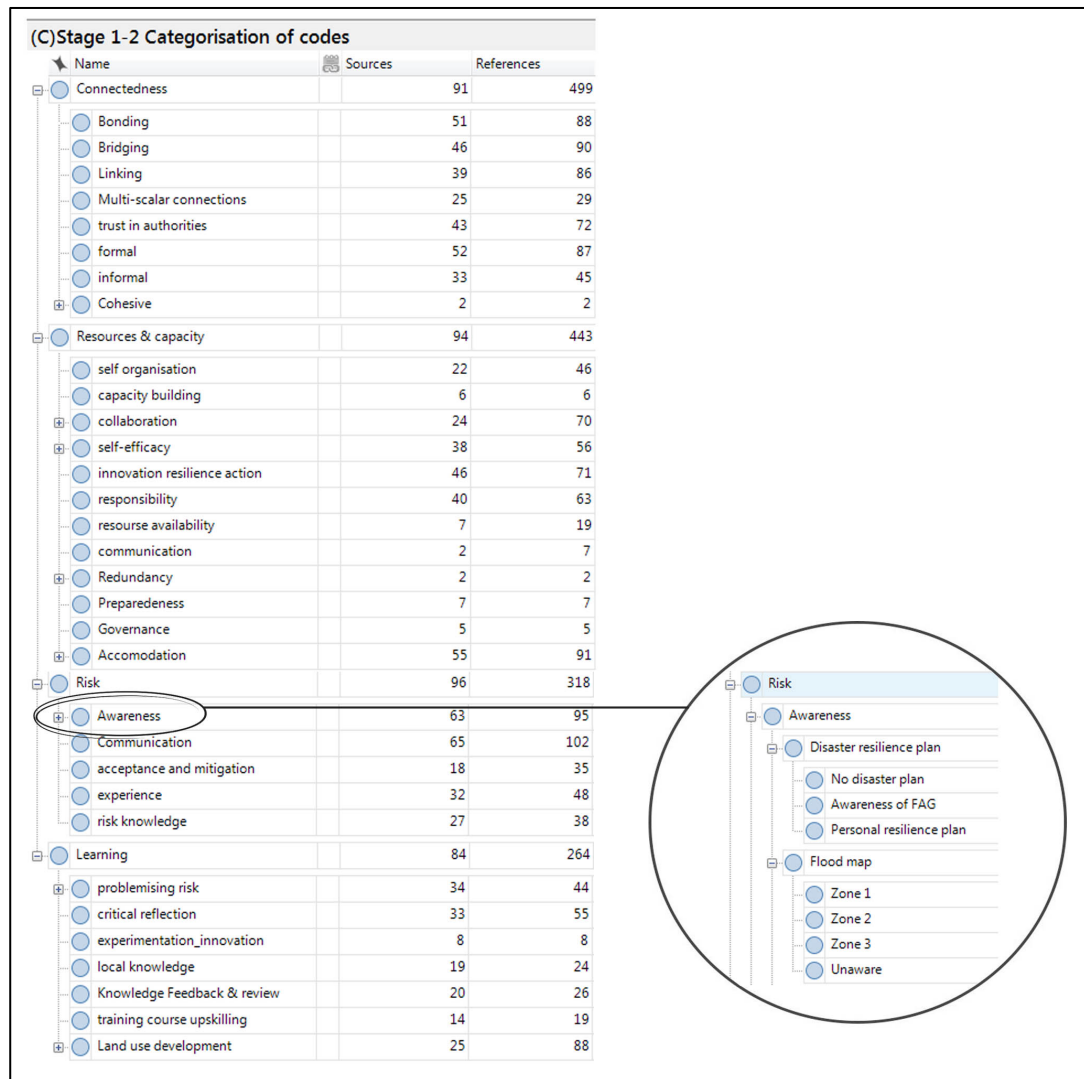 (C)Stage 1-2 Categorisation of codes
Name Sources References
Connectedness 91 499
Bonding 51 88
Bridging 46 90
Linking 39 86
Multi-scalar connections 25 29
trust in authorities 43 72
formal 52 87
informal 33 45
Cohesive 2 2
Resources & capacity 94 443
self organisation 22 46
capacity building 6 6
collaboration 24 70
self-efficacy 38 56
innovation resilience action 46 71
responsibility 40 63
resourse availability 7 19
communication 2 7
Redundancy 2 2
Preparedeness 7 7
Governance 5 5
Accomodation 55 91
Risk 96 318
Awareness 63 95
Communication 65 102
acceptance and mitigation 18 35
experience 32 48
risk knowledge 27 38
Learning 84 264
problemising risk 34 44
critical reflection 33 55
experimentation_innovation 8 8
local knowledge 19 24
Knowledge Feedback & review 20 26
training course upskilling 14 19
Land use development 25 88
Risk
Awareness
Disaster resilience plan
No disaster plan
Awareness of FAG
Personal resilience plan
Flood map
Zone 1
Zone 2
Zone 3
Unaware